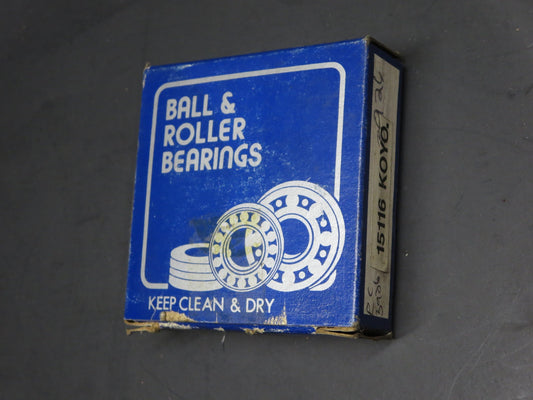 BALL &
ROLLER
BEARINGS
KEEP CLEAN & DRY
15116 KOYO